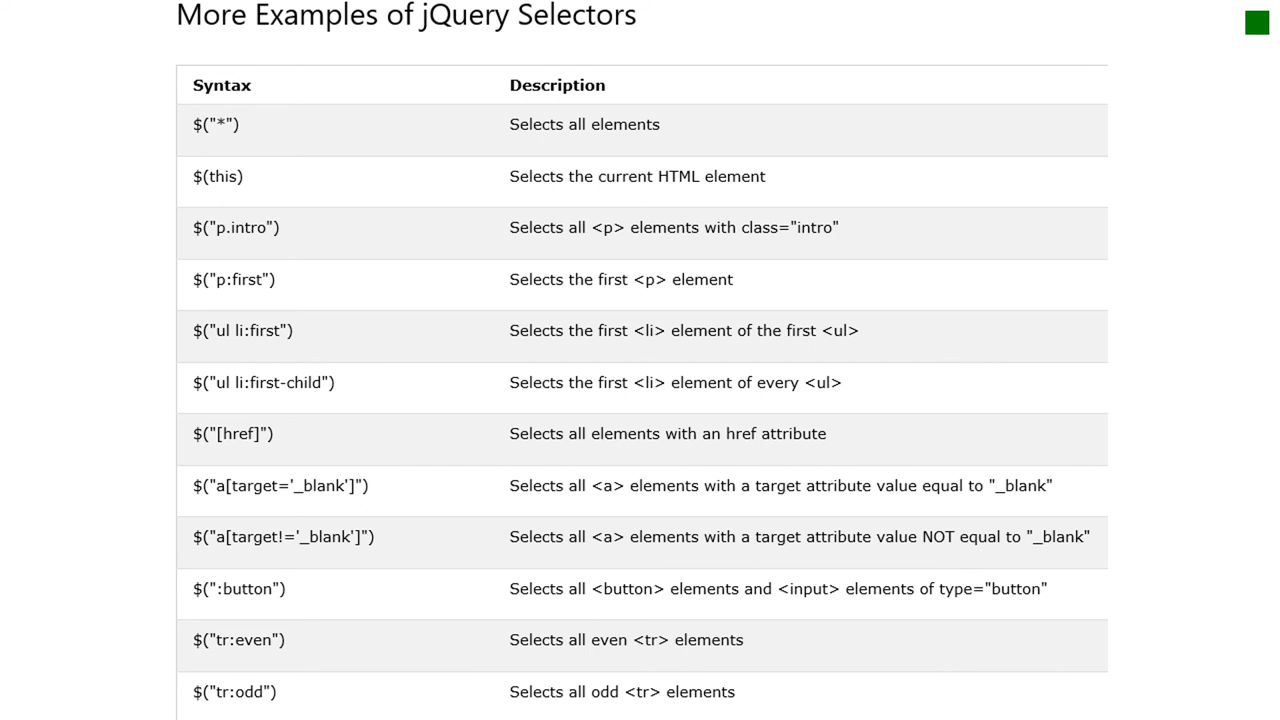 More Examples of jQuery Selectors
Syntax Description
$("*") Selects all elements
$(this) Selects the current HTML element
$("p.intro") Selects all <p> elements with class="intro"
$("p:first") Selects the first <p> element
$("ul li:first") Selects the first <li> element of the first <ul>
$("ul li:first-child") Selects the first <li> element of every <ul>
$("[href]") Selects all elements with an href attribute
$("a[target='_blank']") Selects all <a> elements with a target attribute value equal to "_blank"
$("a[target!='_blank']") Selects all <a> elements with a target attribute value NOT equal to "_blank"
$(":button") Selects all <button> elements and <input> elements of type="button"
$("tr:even") Selects all even <tr> elements
$("tr:odd") Selects all odd <tr> elements